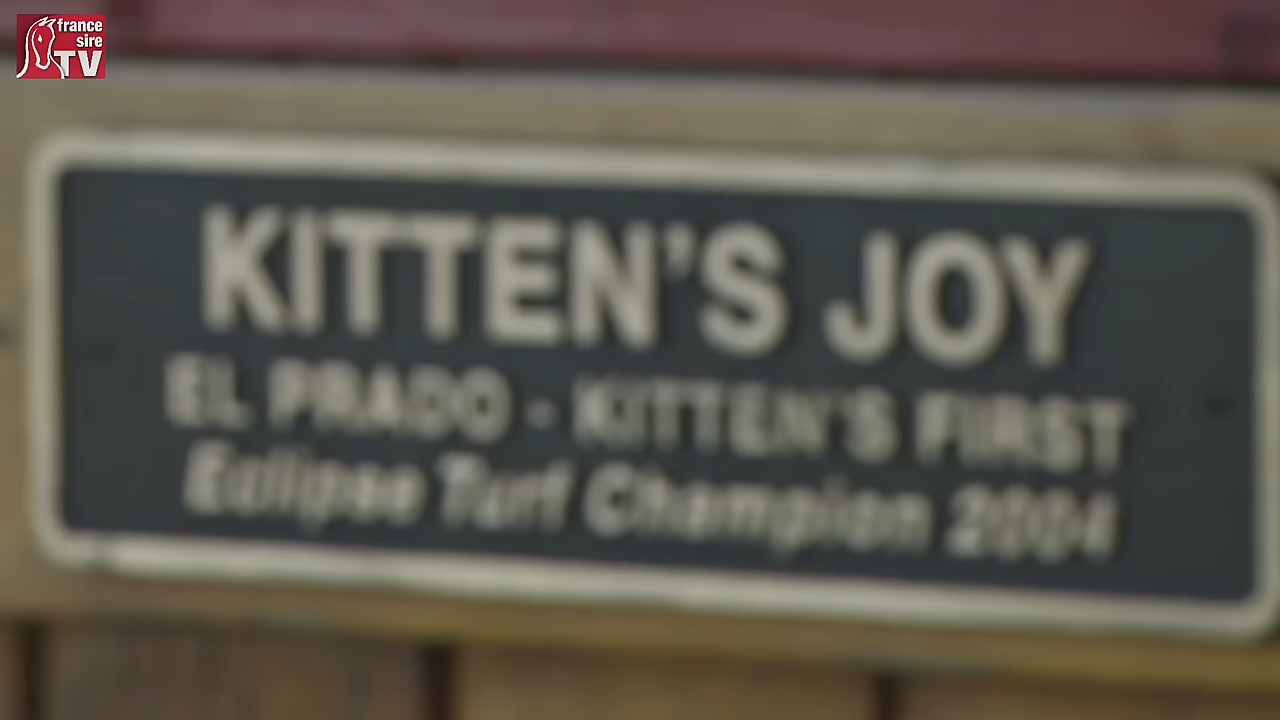 france
sire
TV
KITTEN'S JOY
EL PRADO - KITTEN'S FIRST
Eclipse Turf Champion 2004